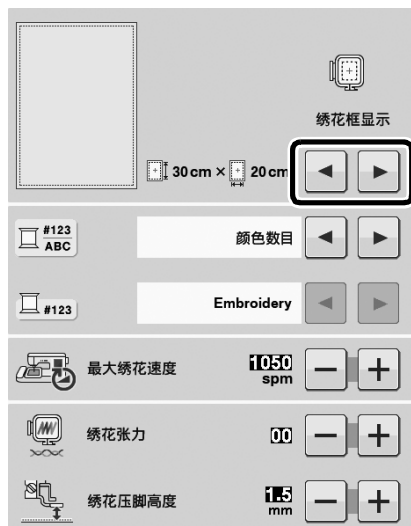 绣花框显示
30 cm × 20 cm
#123
ABC
颜色数目
#123
Embroidery
最大绣花速度
1050
spm
绣花张力
00
绣花压脚高度
1.5
mm